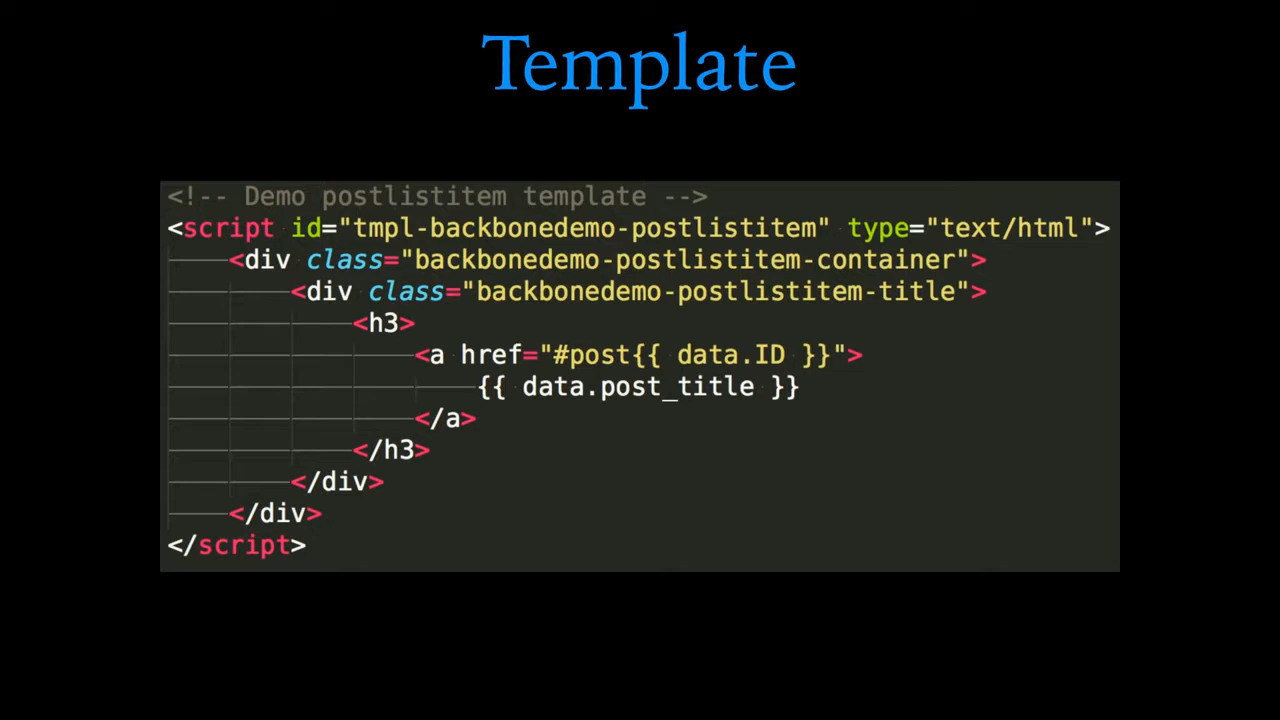 Template
<!-- Demo postlistitem template -->
<script id="tmpl-backbonedemo-postlistitem" type="text/html">
<div class="backbonedemo-postlistitem-container">
<div class="backbonedemo-postlistitem-title">
<h3>
<a href="#post{{ data.ID }}">
{{ data.post_title }}
</a>
</h3>
</div>
</div>
</script>